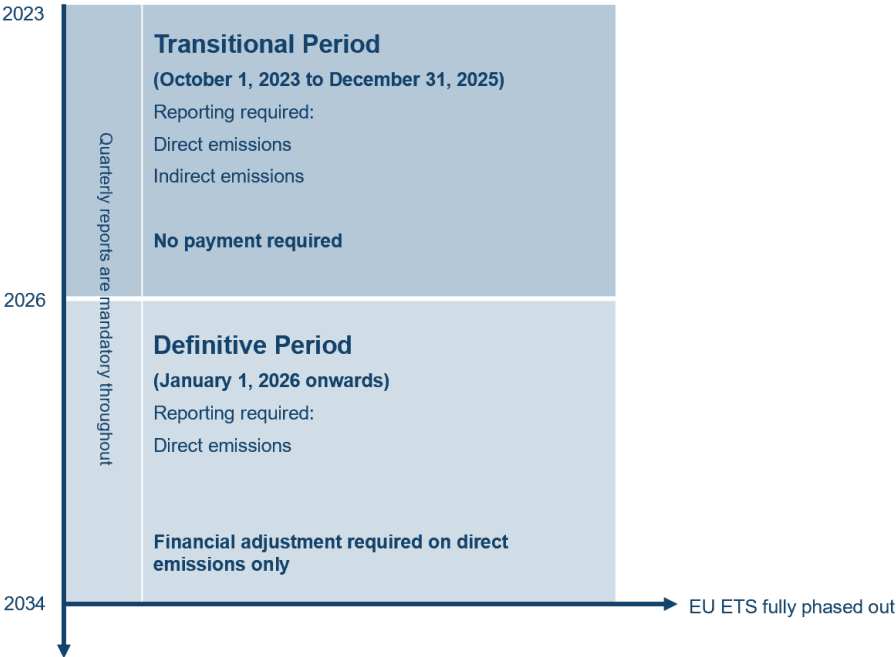 2023
Transitional Period
(October 1, 2023 to December 31, 2025)
Reporting required:
Direct emissions
Indirect emissions
No payment required
Quarterly reports are mandatory throughout
2026
Definitive Period
(January 1, 2026 onwards)
Reporting required:
Direct emissions
Financial adjustment required on direct
emissions only
2034
EU ETS fully phased out